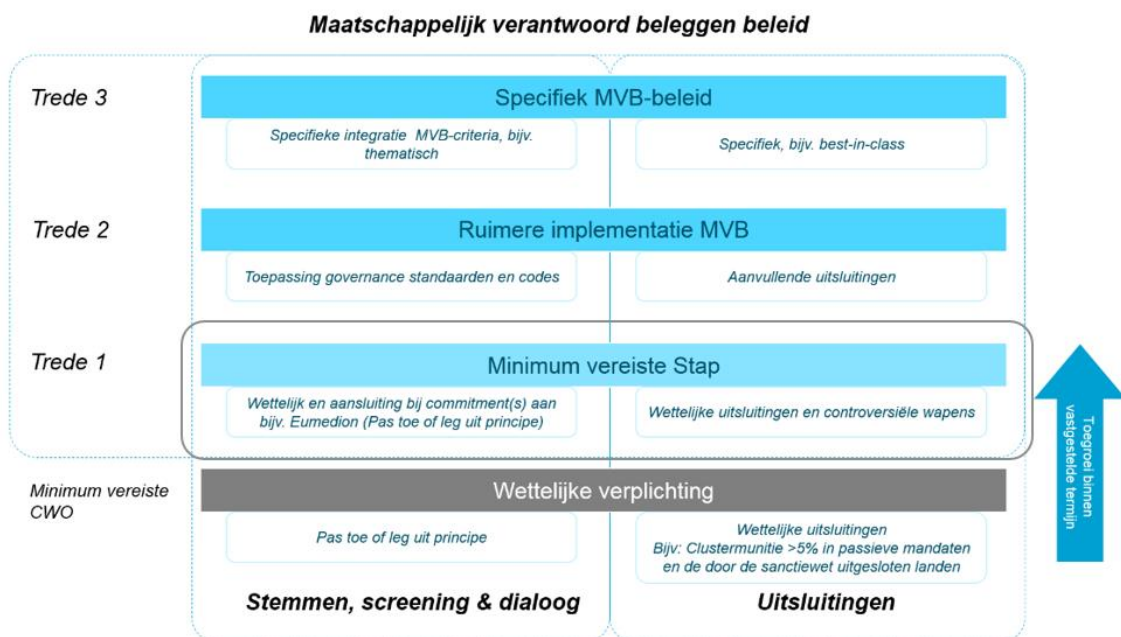 Maatschappelijk verantwoord beleggen beleid
Trede 3
Specifiek MVB-beleid
Specifieke integratie MVB-criteria, bijv.
thematisch
Specifiek, bijv. best-in-class
Trede 2
Ruimere implementatie MVB
Toepassing governance standaarden en codes
Aanvullende uitsluitingen
Trede 1
Minimum vereiste Stap
Wettelijk en aansluiting bij commitment(s) aan
bijv. Eumedion (Pas toe of leg uit principe)
Wettelijke uitsluitingen en controversiële wapens
Toegroei binnen
vastgestelde termijn
Minimum vereiste
CWO
Wettelijke verplichting
Pas toe of leg uit principe
Wettelijke uitsluitingen
Bijv: Clustermunitie >5% in passieve mandaten
en de door de sanctiewet uitgesloten landen
Stemmen, screening & dialoog
Uitsluitingen